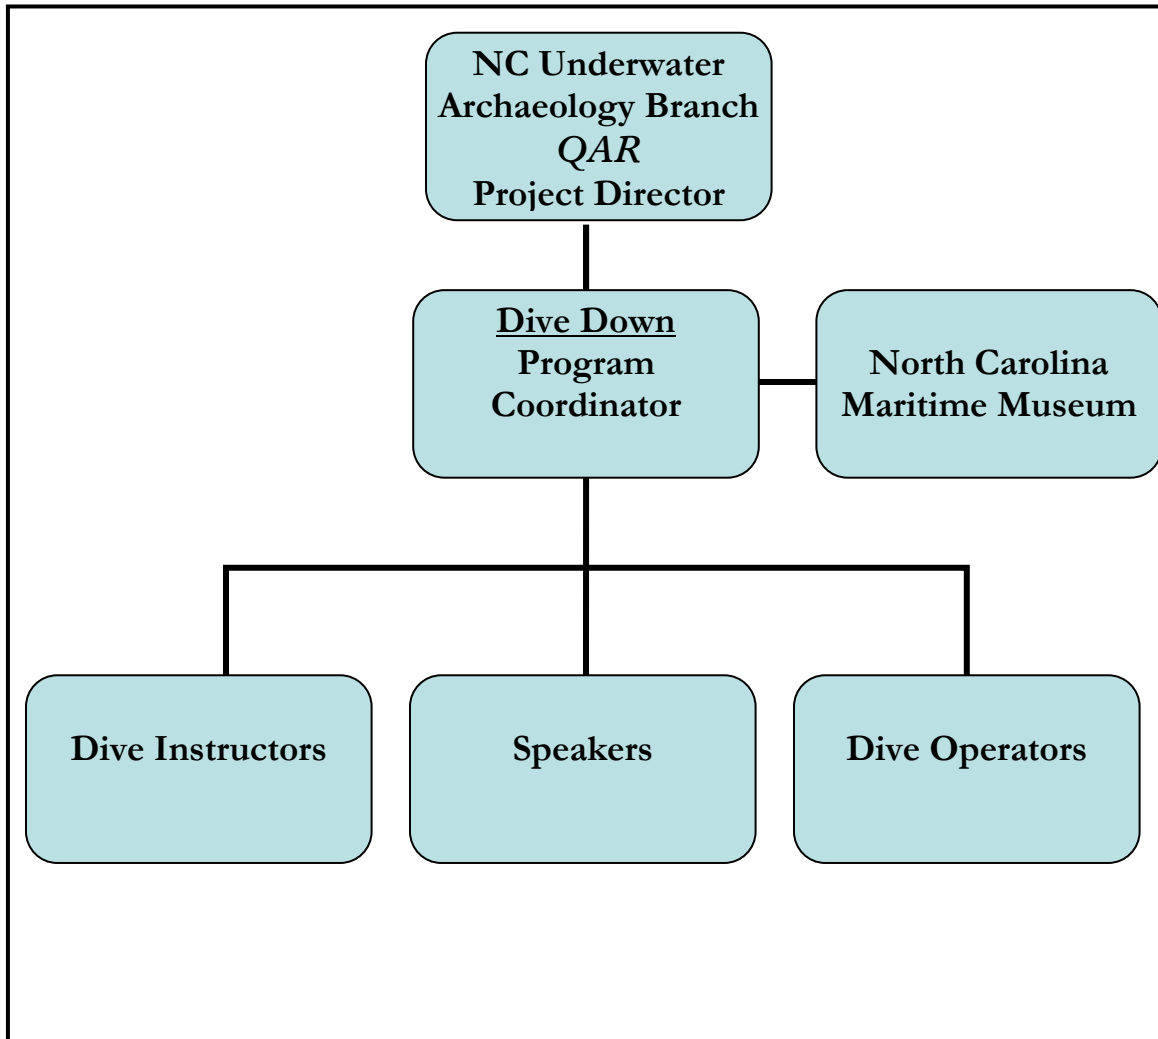 NC Underwater
Archaeology Branch
QAR
Project Director
Dive Down
Program
Coordinator
North Carolina
Maritime Museum
Dive Instructors
Speakers
Dive Operators